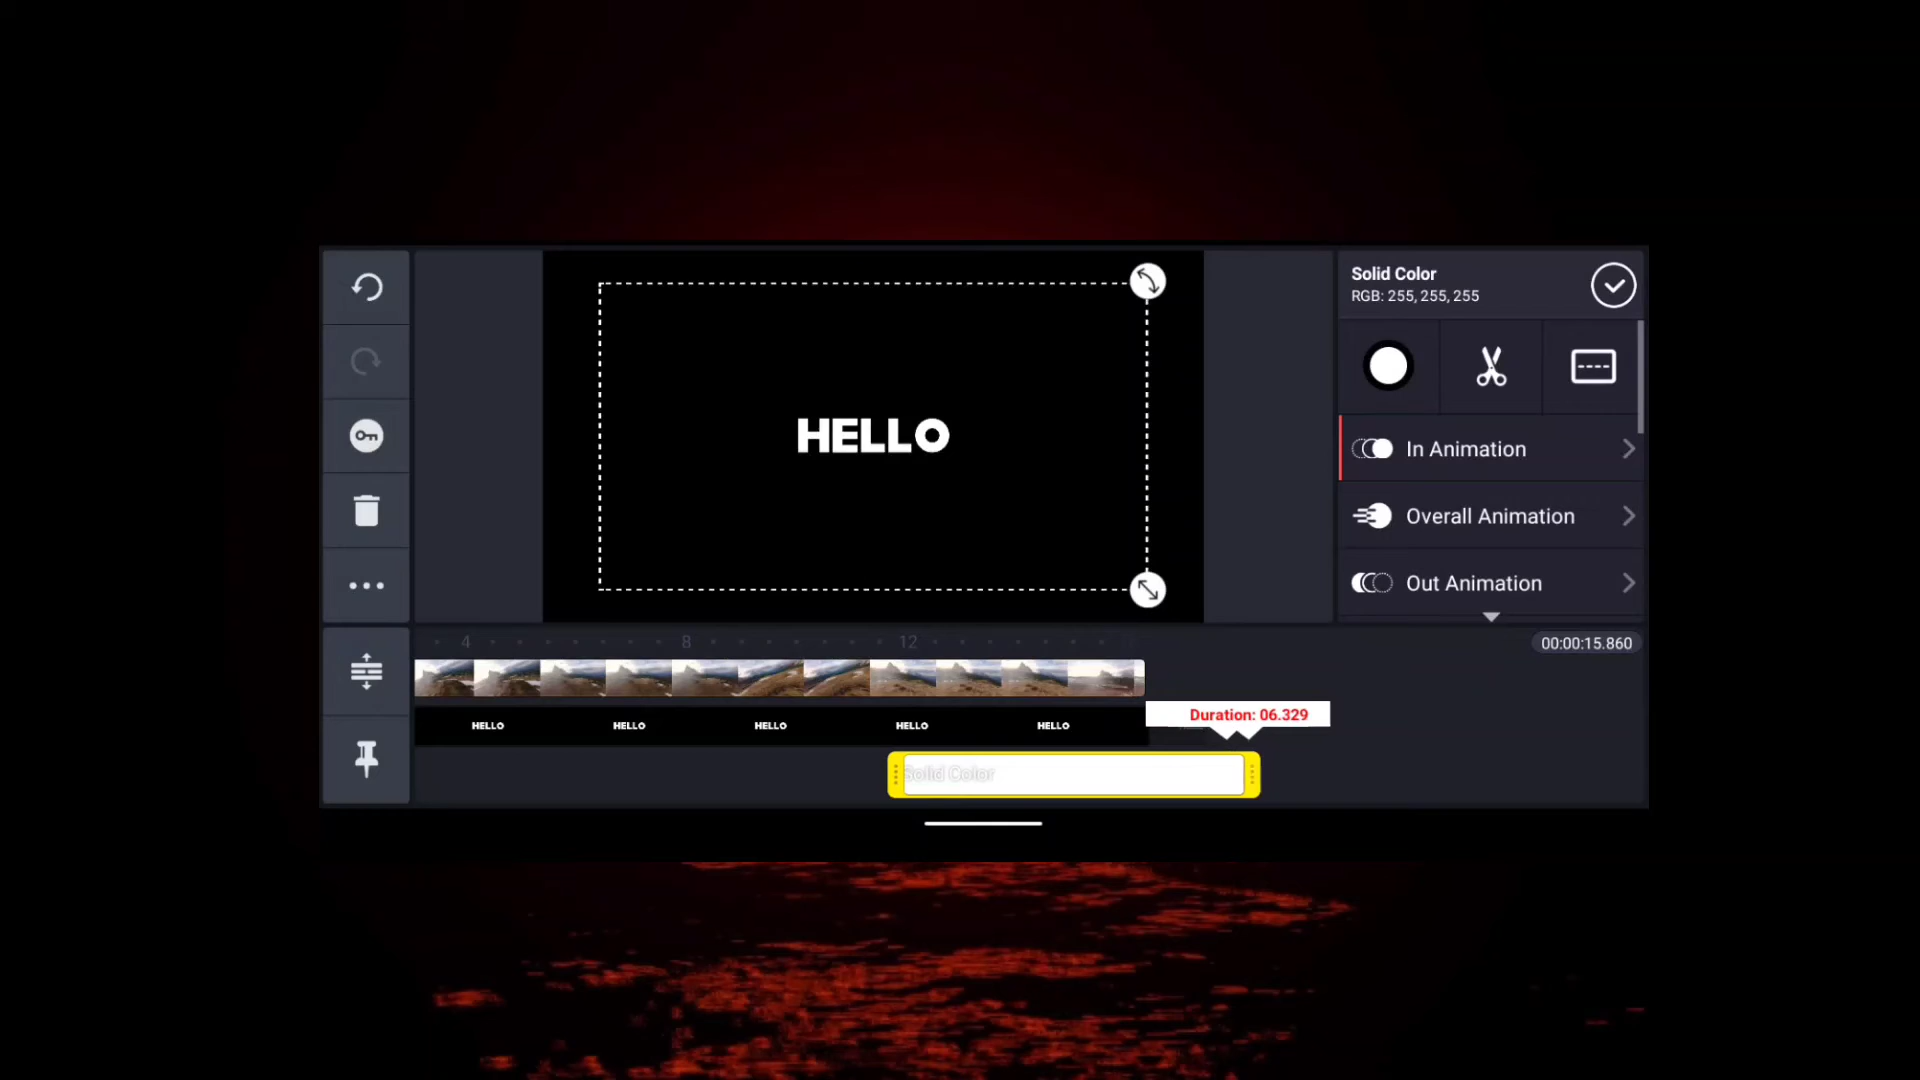 Solid Color
RGB: 255, 255, 255
HELLO
In Animation
Overall Animation
Out Animation
4
8
12
00:00:15.860
Duration: 06.329
HELLO
HELLO
HELLO
HELLO
HELLO
Solid Color